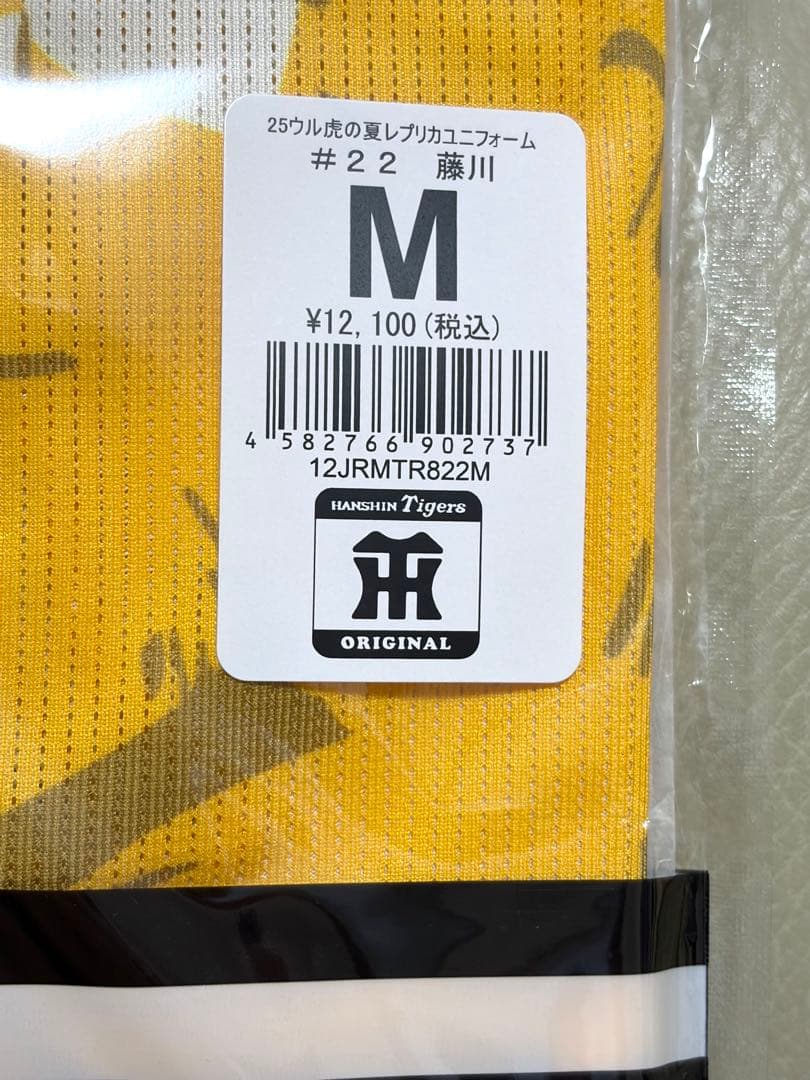 25ウル虎の夏レプリカユニフォーム
＃２２　藤川
M
¥12,100(税込)
4 582766 902737
12JRMTR822M
HANSHIN Tigers
TH
ORIGINAL